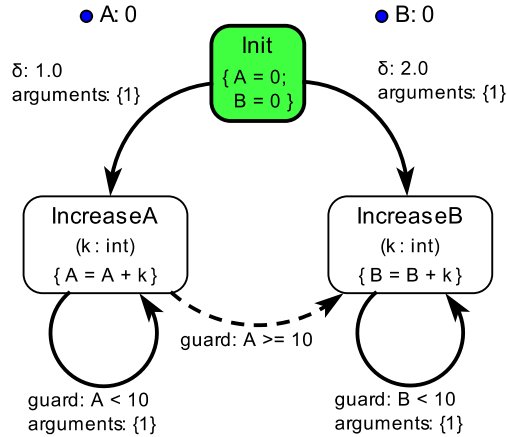 A: 0
B: 0
Init
{ A = 0;
B = 0 }
δ: 1.0
arguments: {1}
δ: 2.0
arguments: {1}
IncreaseA
(k : int)
{ A = A + k }
IncreaseB
(k : int)
{ B = B + k }
guard: A >= 10
guard: A < 10
arguments: {1}
guard: B < 10
arguments: {1}